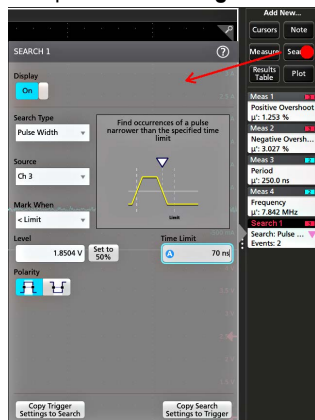 Add New...
Cursors
Note
Measure
Results
Table
Plot
SEARCH 1
?
Display
On
Search Type
Pulse Width
Find occurrences of a pulse
narrower than the specified time
limit
Limit
Source
Ch 3
Mark When
< Limit
Level
1.8504 V
Set to
50%
Time Limit
A
70 ns
Polarity
Copy Trigger
Settings to Search
Copy Search
Settings to Trigger
Meas 1
Positive Overshoot
µ': 1.253 %
Meas 2
Negative Oversh...
µ': 3.027 %
Meas 3
Period
µ': 250.0 ns
Meas 4
Frequency
µ': 7.842 MHz
Search 1
Search: Pulse ...
Events: 2